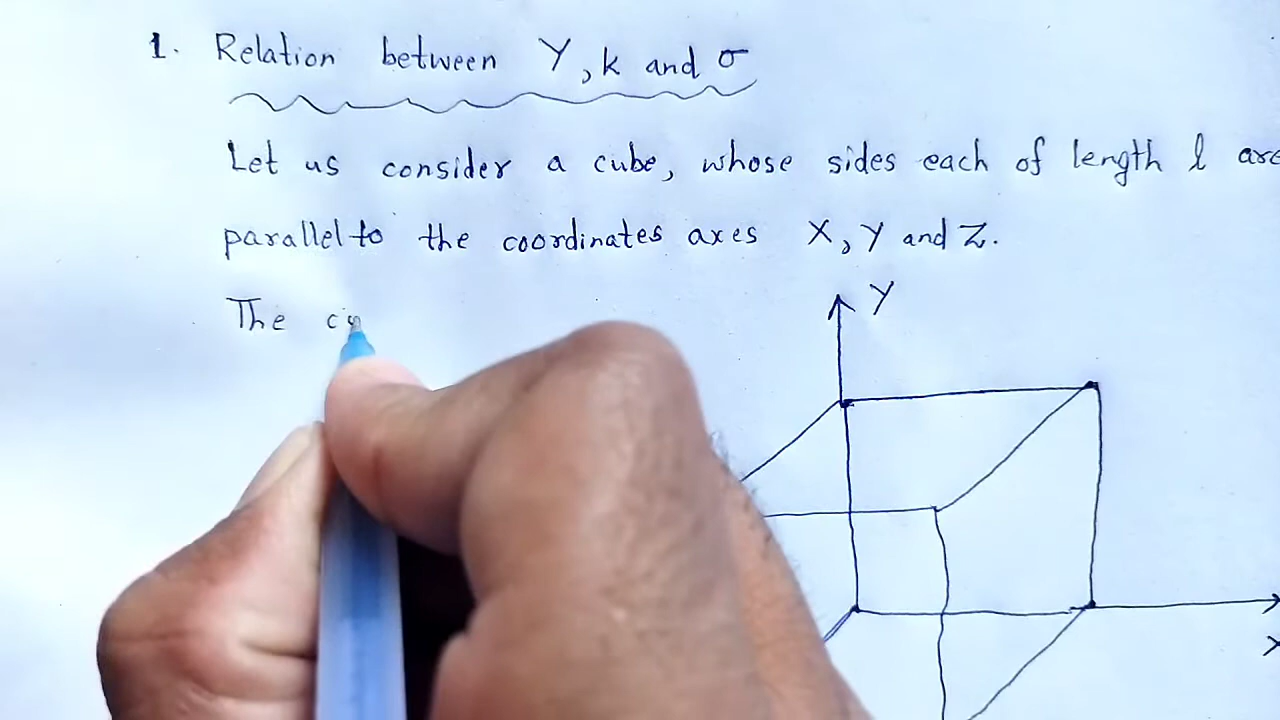 1. Relation between Y, k and σ
Let us consider a cube, whose sides each of length l are
parallel to the coordinates axes X, Y and Z.
The
Y
X